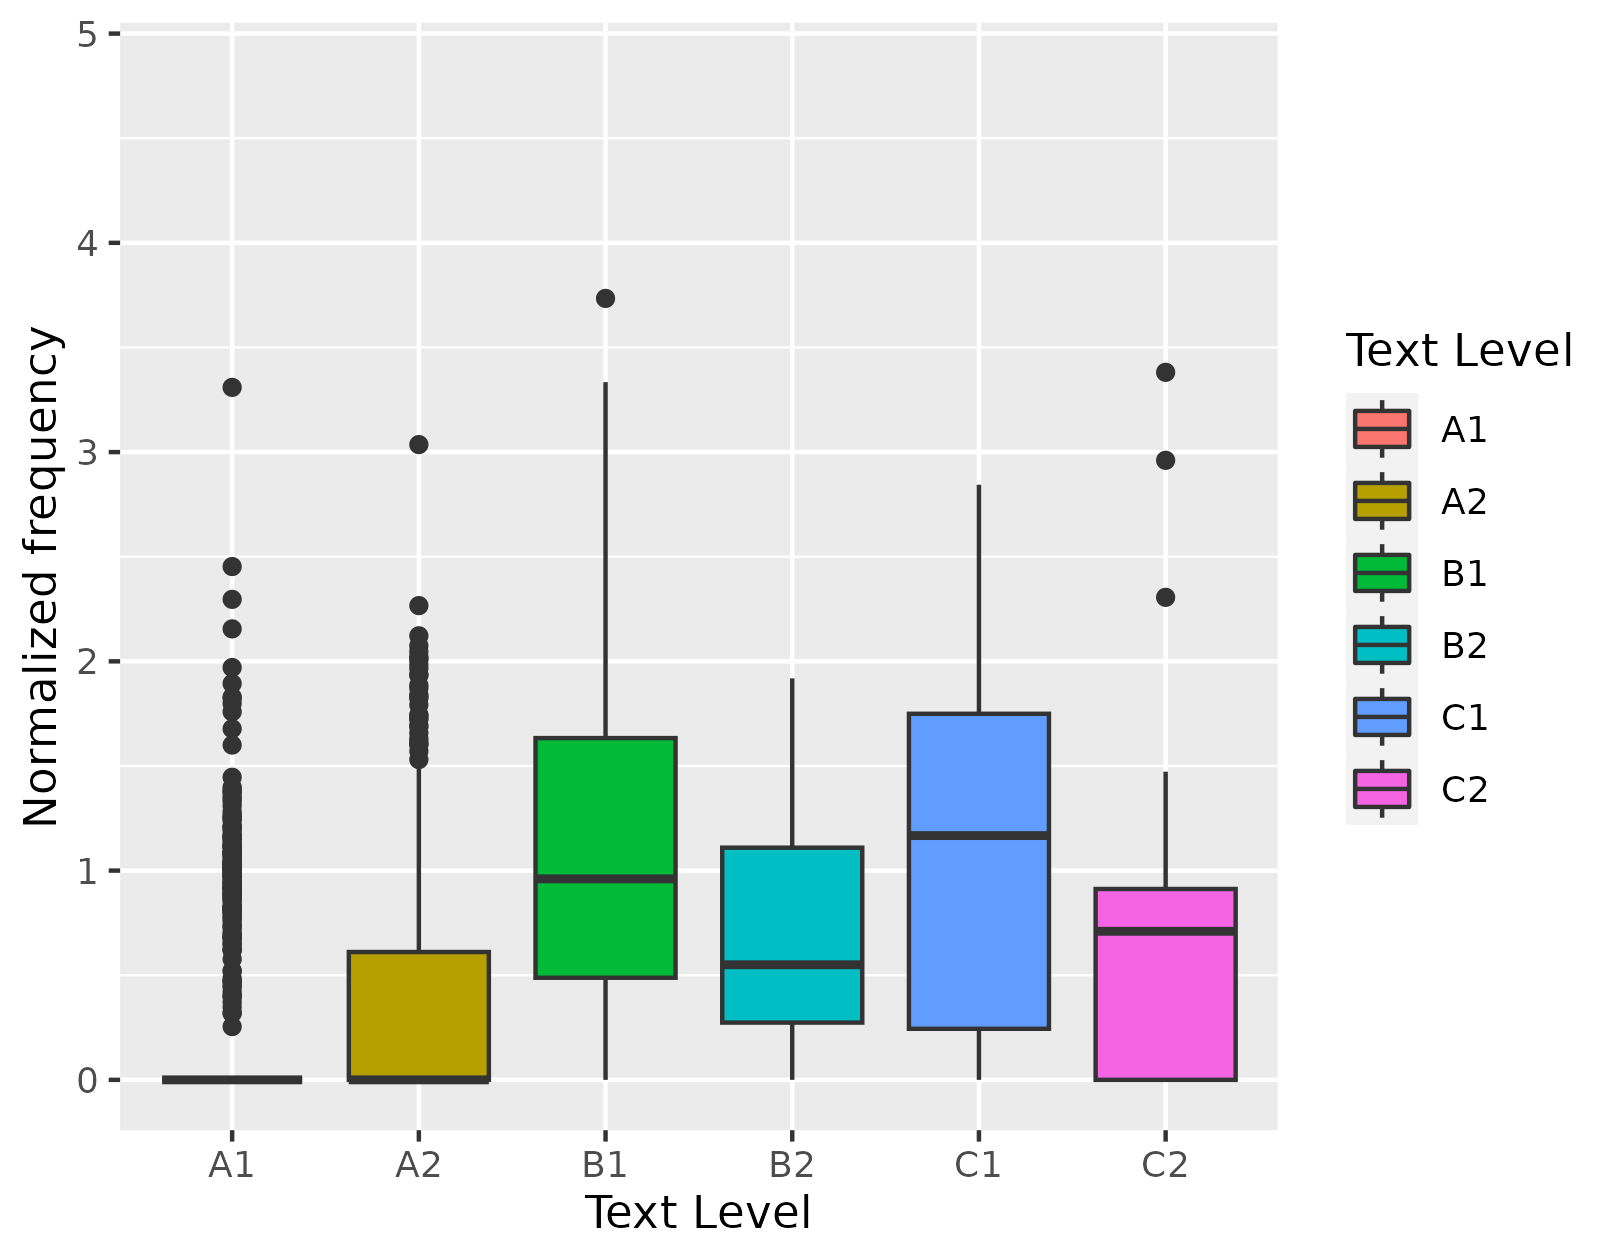 Normalized frequency
5
4
3
2
1
0
A1 A2 B1 B2 C1 C2
Text Level
Text Level
A1
A2
B1
B2
C1
C2